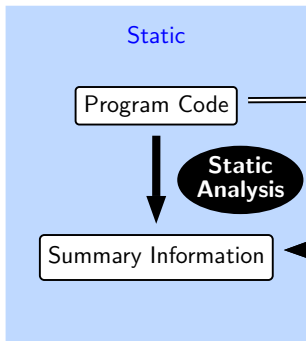 Static
Program Code
Static
Analysis
Summary Information